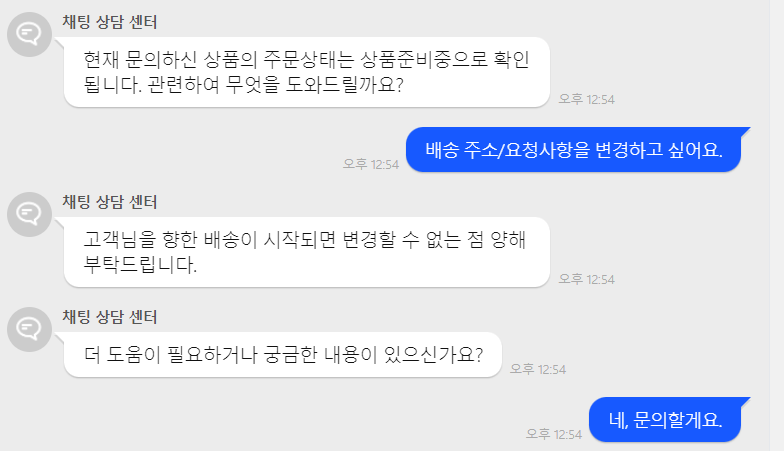 채팅 상담 센터
현재 문의하신 상품의 주문상태는 상품준비중으로 확인
됩니다. 관련하여 무엇을 도와드릴까요?
오후 12:54
배송 주소/요청사항을 변경하고 싶어요.
오후 12:54
채팅 상담 센터
고객님을 향한 배송이 시작되면 변경할 수 없는 점 양해
부탁드립니다.
오후 12:54
채팅 상담 센터
더 도움이 필요하거나 궁금한 내용이 있으신가요?
오후 12:54
네, 문의할게요.
오후 12:54